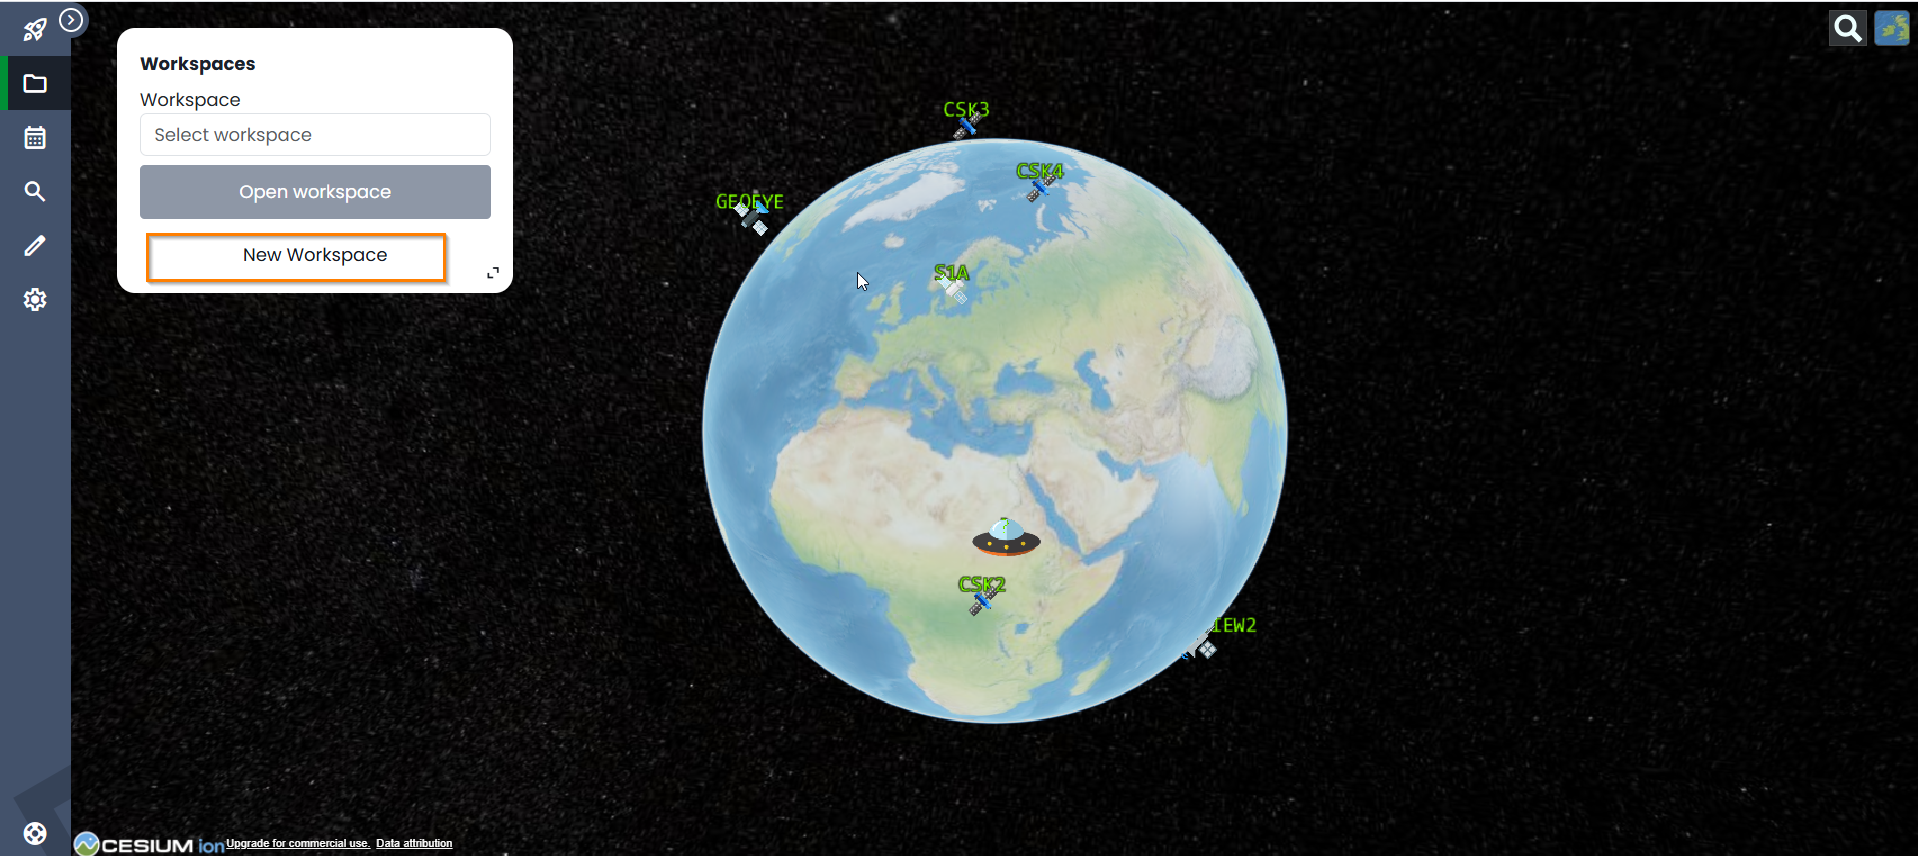 Workspaces
Workspace
Select workspace
Open workspace
New Workspace
CSK3
CSK4
GEOEYE
S1A
CSK2
IEW2
CESIUM ion
Upgrade for commercial use. Data attribution